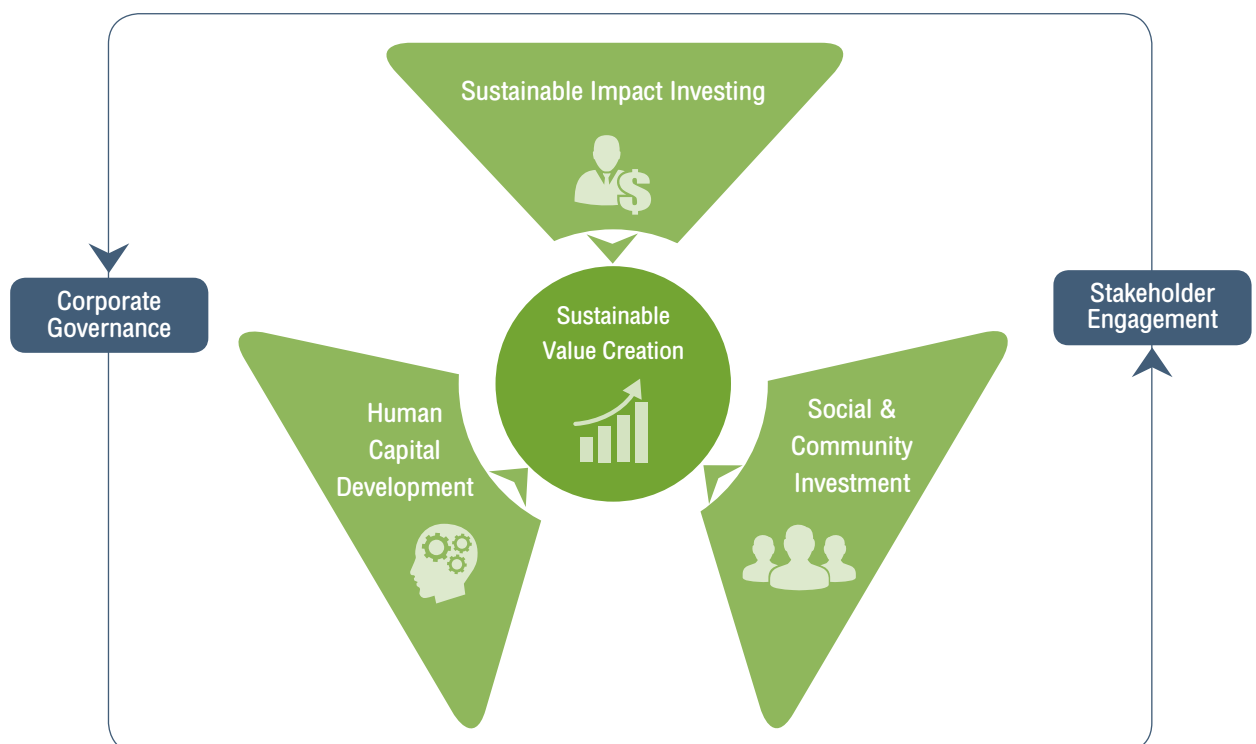 Sustainable Impact Investing
$
Corporate
Governance
Stakeholder
Engagement
Sustainable
Value Creation
Human
Capital
Development
Social &
Community
Investment